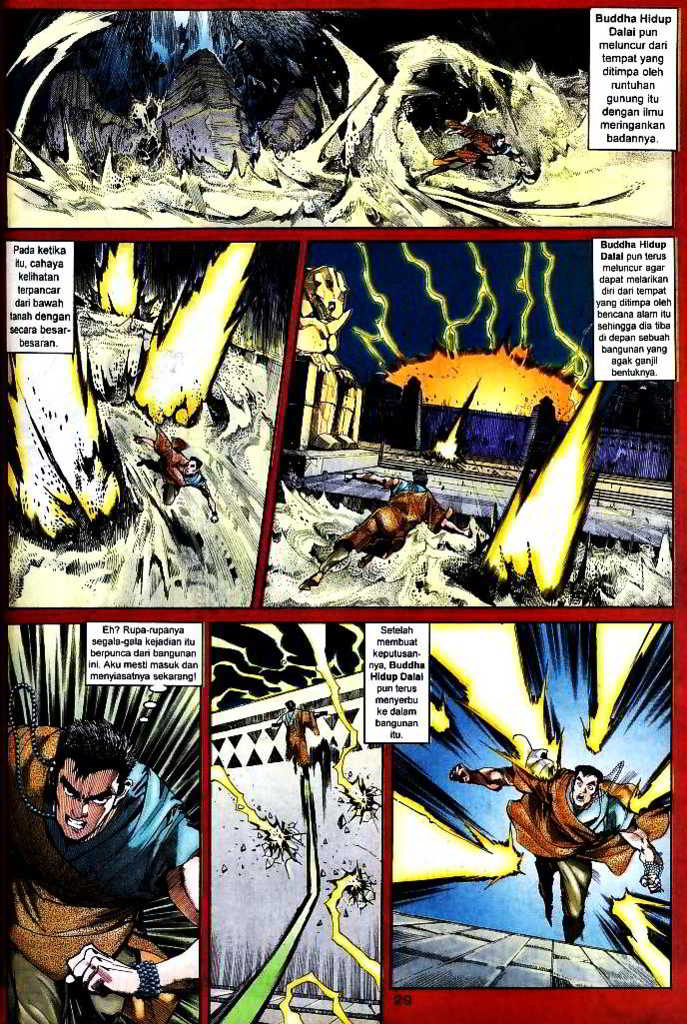 Buddha Hidup
Dalai pun
meluncur dari
tempat yang
ditimpa oleh
runtuhan
gunung itu
dengan ilmu
meringankan
badannya.
Pada ketika
itu, cahaya
kelihatan
terpancar
dari bawah
tanah dengan
secara besar-
besaran.
Buddha Hidup
Dalai pun terus
meluncur agar
dapat melarikan
diri dari tempat
yang ditimpa oleh
bencana alam itu
sehingga dia tiba
di depan sebuah
bangunan yang
agak ganjil
bentuknya.
Eh? Rupa-rupanya
segala-gala kejadian itu
berpunca dari bangunan
ini. Aku mesti masuk dan
menyiasatnya sekarang!
Setelah
membuat
keputusan-
nya, Buddha
Hidup Dalai
pun terus
menyerbu
ke dalam
bangunan
itu.
29